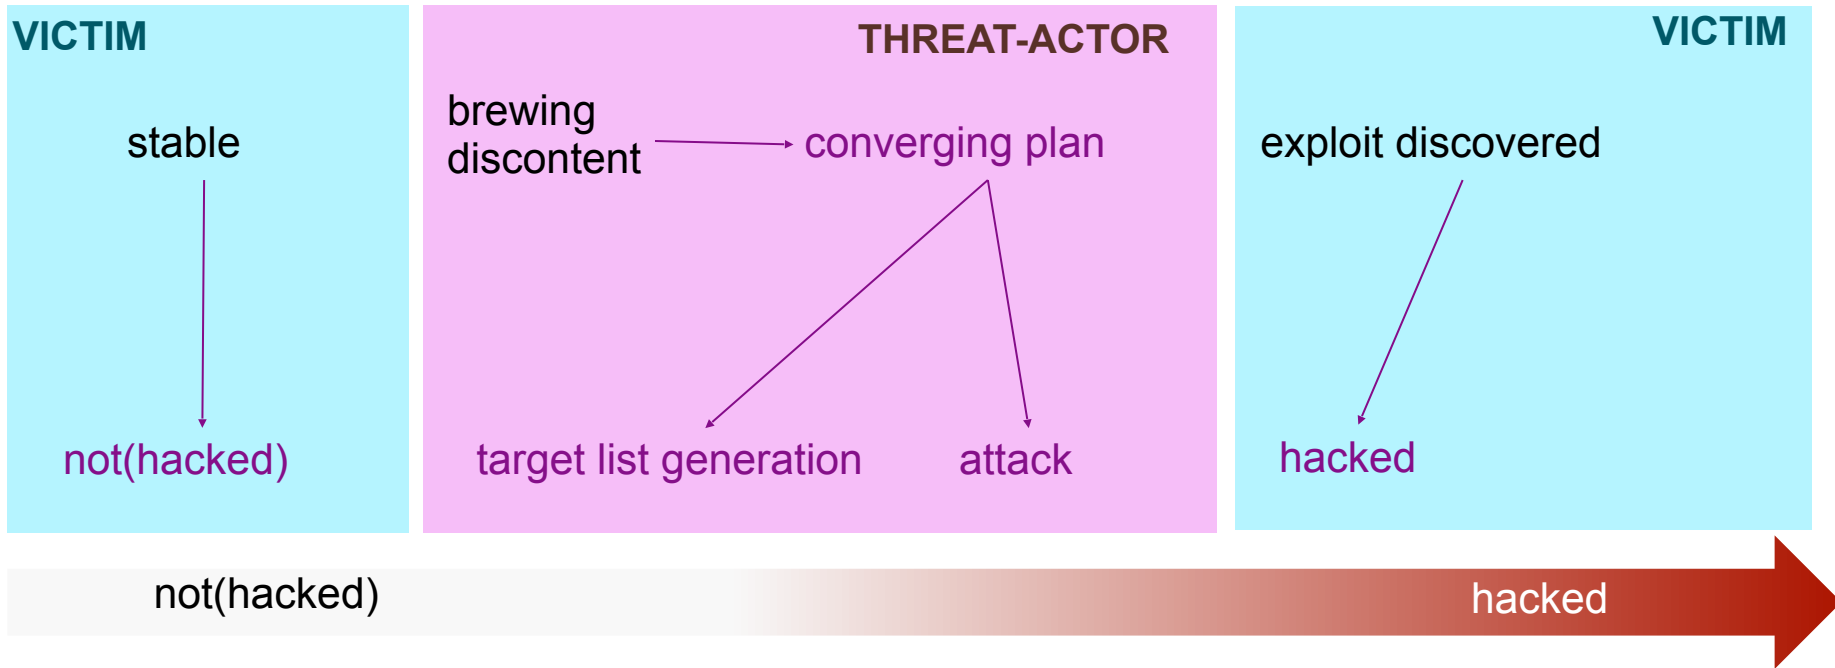 VICTIM
stable
not(hacked)
THREAT-ACTOR
brewing
discontent
converging plan
target list generation
attack
VICTIM
exploit discovered
hacked
not(hacked)
hacked